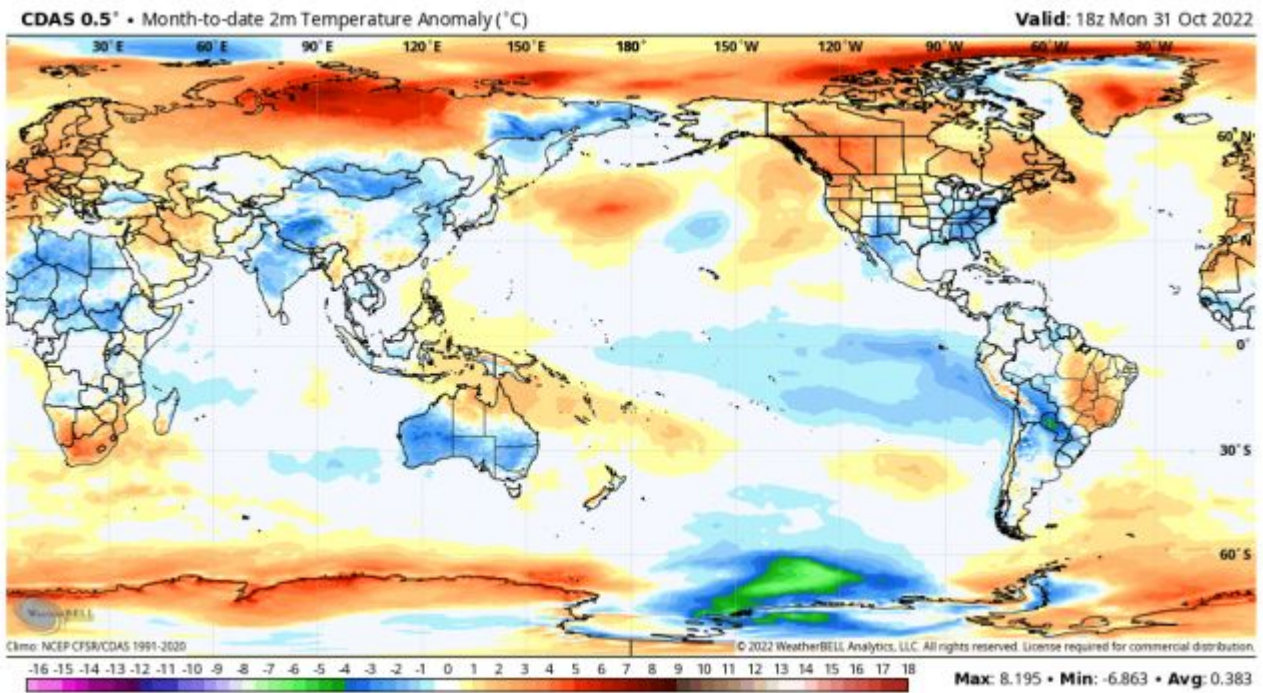 CDAS 0.5° • Month-to-date 2m Temperature Anomaly (°C)
Valid: 18z Mon 31 Oct 2022
30°E 60°E 90°E 120°E 150°E 180° 150°W 120°W 90°W 60°W 30°W
60°N
30°N
0°
30°S
60°S
WeatherBELL
Climo: NCEP CFSR/CDAS 1991-2020
© 2022 WeatherBELL Analytics, LLC. All rights reserved. License required for commercial distribution.
-16 -15 -14 -13 -12 -11 -10 -9 -8 -7 -6 -5 -4 -3 -2 -1 0 1 2 3 4 5 6 7 8 9 10 11 12 13 14 15 16 17 18
Max: 8.195 • Min: -6.863 • Avg: 0.383